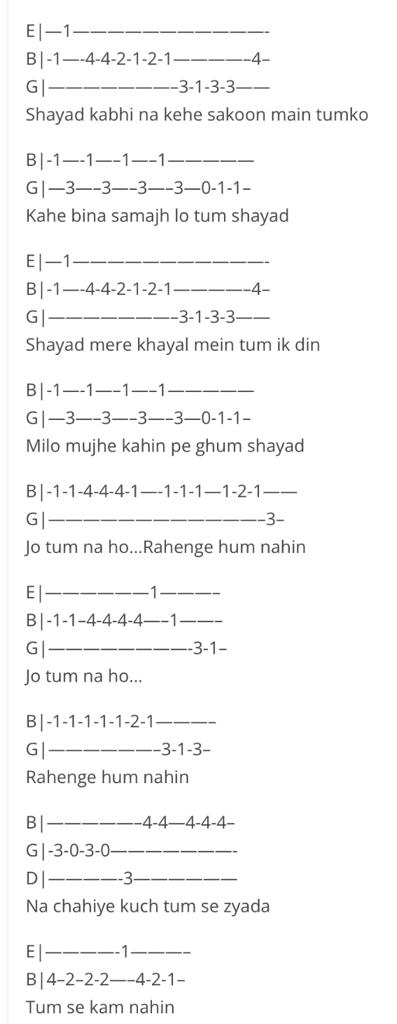 E|—1———————————-
B|-1—-4-4-2-1-2-1————–4–
G|———————–3-1-3-3——
Shayad kabhi na kehe sakoon main tumko
B|-1—-1—–1—–1—————
G|—3—–3—–3—–3—0-1-1–
Kahe bina samajh lo tum shayad
E|—1———————————-
B|-1—-4-4-2-1-2-1————–4–
G|———————–3-1-3-3——
Shayad mere khayal mein tum ik din
B|-1—-1—–1—–1—————
G|—3—–3—–3—–3—0-1-1–
Milo mujhe kahin pe ghum shayad
B|-1-1-4-4-4-1—-1-1-1—1-2-1——
G|————————————–3–
Jo tum na ho...Rahenge hum nahin
E|——————1———–
B|-1-1–4-4-4-4—–1——–
G|————————-3-1–
Jo tum na ho...
B|-1-1-1-1-1-2-1———–
G|——————–3-1-3–
Rahenge hum nahin
B|—————–4-4—4-4-4–
G|-3-0-3-0———————-
D|————-3——————
Na chahiye kuch tum se zyada
E|————-1———–
B|4–2–2-2—–4-2-1–
Tum se kam nahin